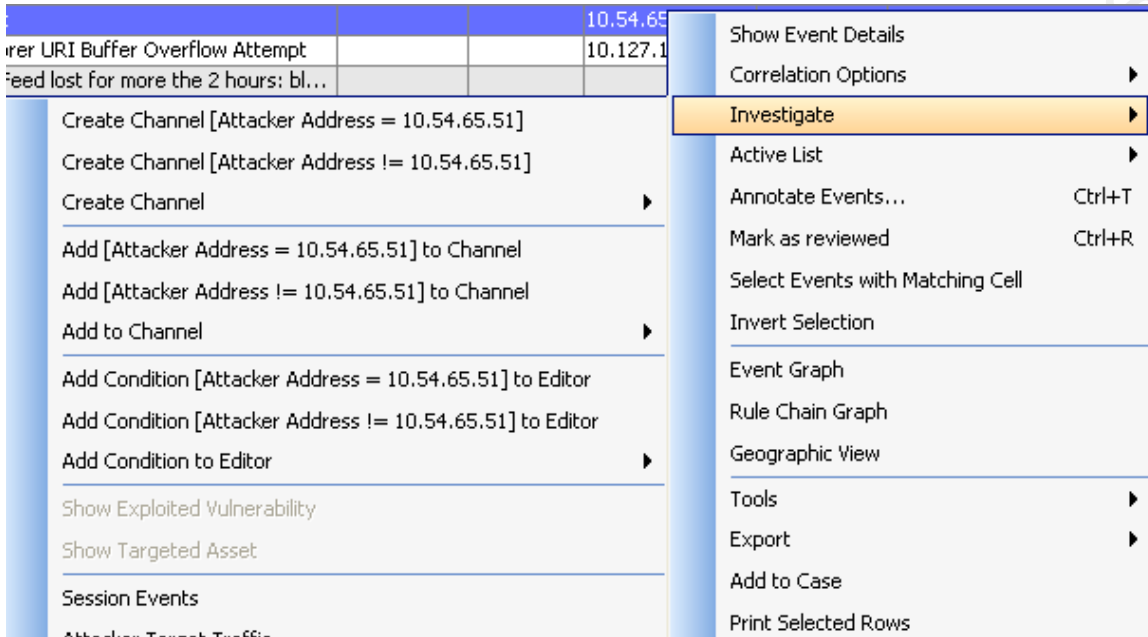 10.54.65
rer URI Buffer Overflow Attempt 10.127.1
Feed lost for more the 2 hours: bl...
Create Channel [Attacker Address = 10.54.65.51]
Create Channel [Attacker Address != 10.54.65.51]
Create Channel
Add [Attacker Address = 10.54.65.51] to Channel
Add [Attacker Address != 10.54.65.51] to Channel
Add to Channel
Add Condition [Attacker Address = 10.54.65.51] to Editor
Add Condition [Attacker Address != 10.54.65.51] to Editor
Add Condition to Editor
Show Exploited Vulnerability
Show Targeted Asset
Session Events
Attacker Target Traffic
Show Event Details
Correlation Options
Investigate
Active List
Annotate Events... Ctrl+T
Mark as reviewed Ctrl+R
Select Events with Matching Cell
Invert Selection
Event Graph
Rule Chain Graph
Geographic View
Tools
Export
Add to Case
Print Selected Rows